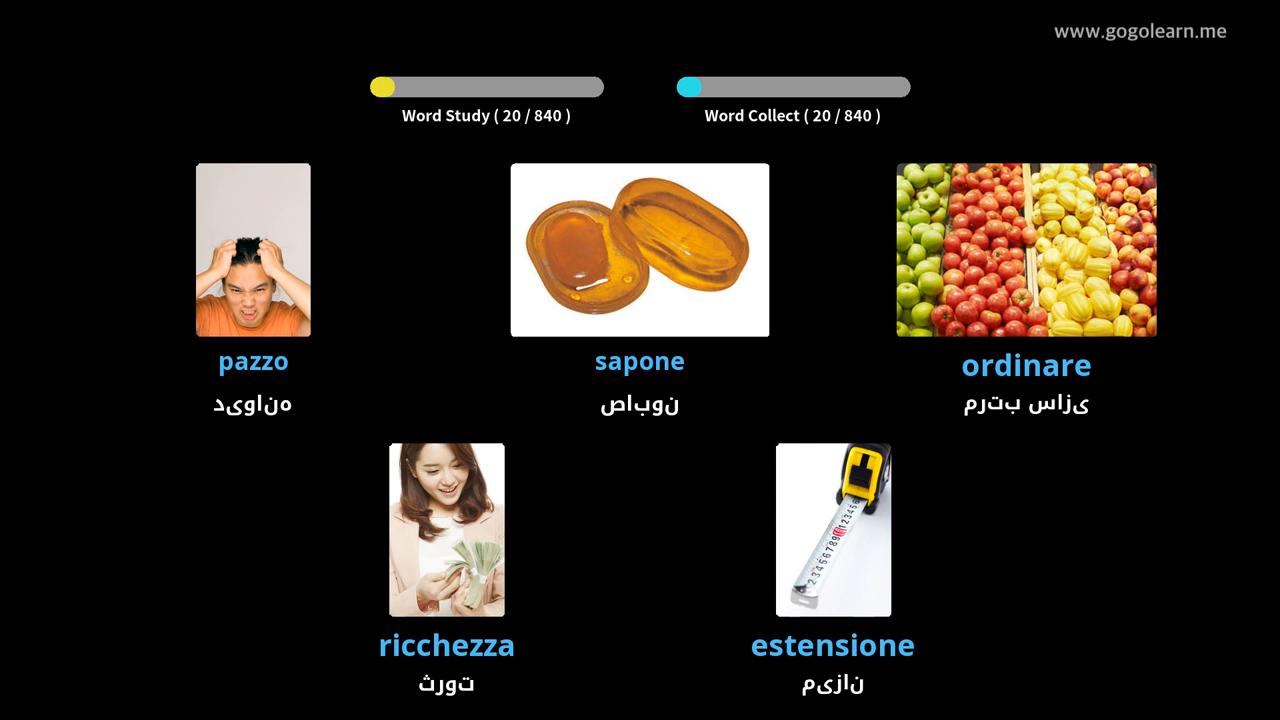 www.gogolearn.me
Word Study ( 20 / 840 )
Word Collect ( 20 / 840 )
pazzo
هناوید
sapone
نوباص
ordinare
یزاس بترم
ricchezza
تورث
estensione
نازیم